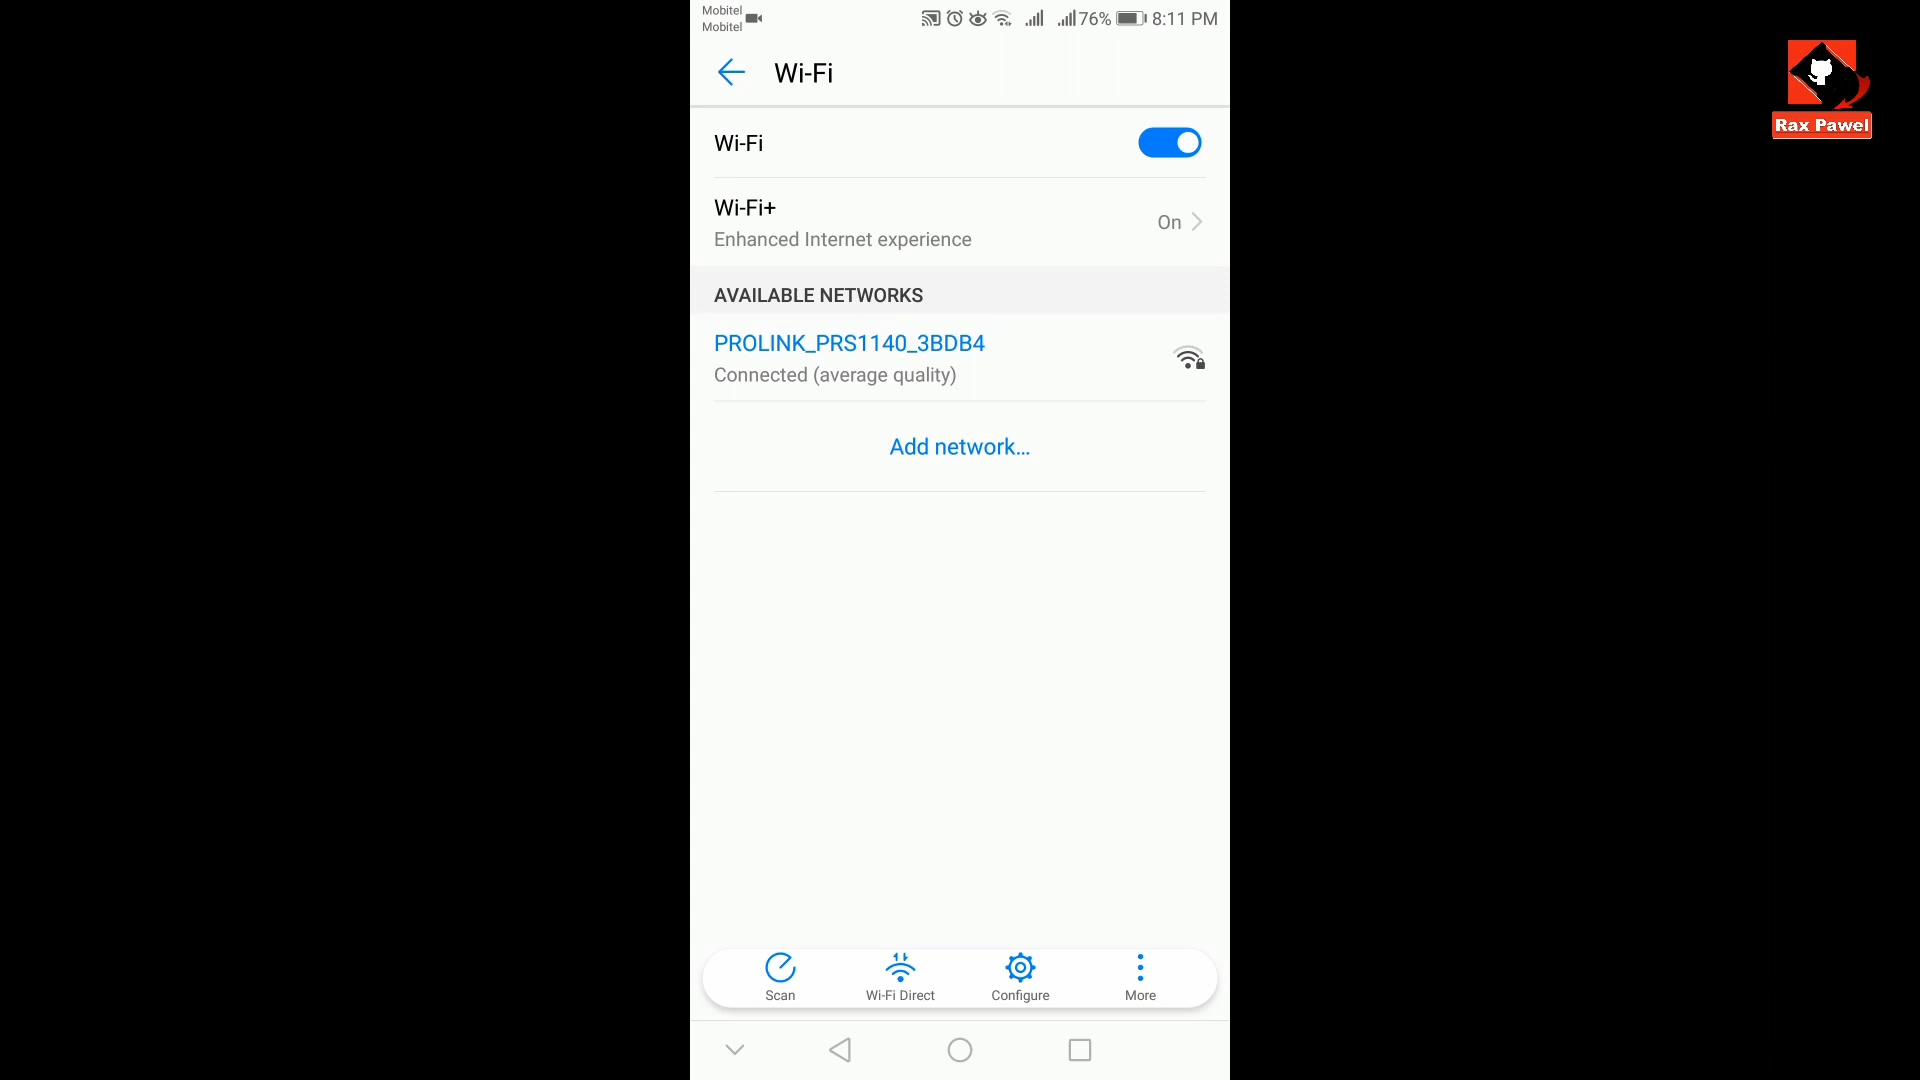 Mobitel
Mobitel
76% 8:11 PM
Wi-Fi
Rax Pawel
Wi-Fi
Wi-Fi+
Enhanced Internet experience
On
AVAILABLE NETWORKS
PROLINK_PRS1140_3BDB4
Connected (average quality)
Add network...
Scan
Wi-Fi Direct
Configure
More